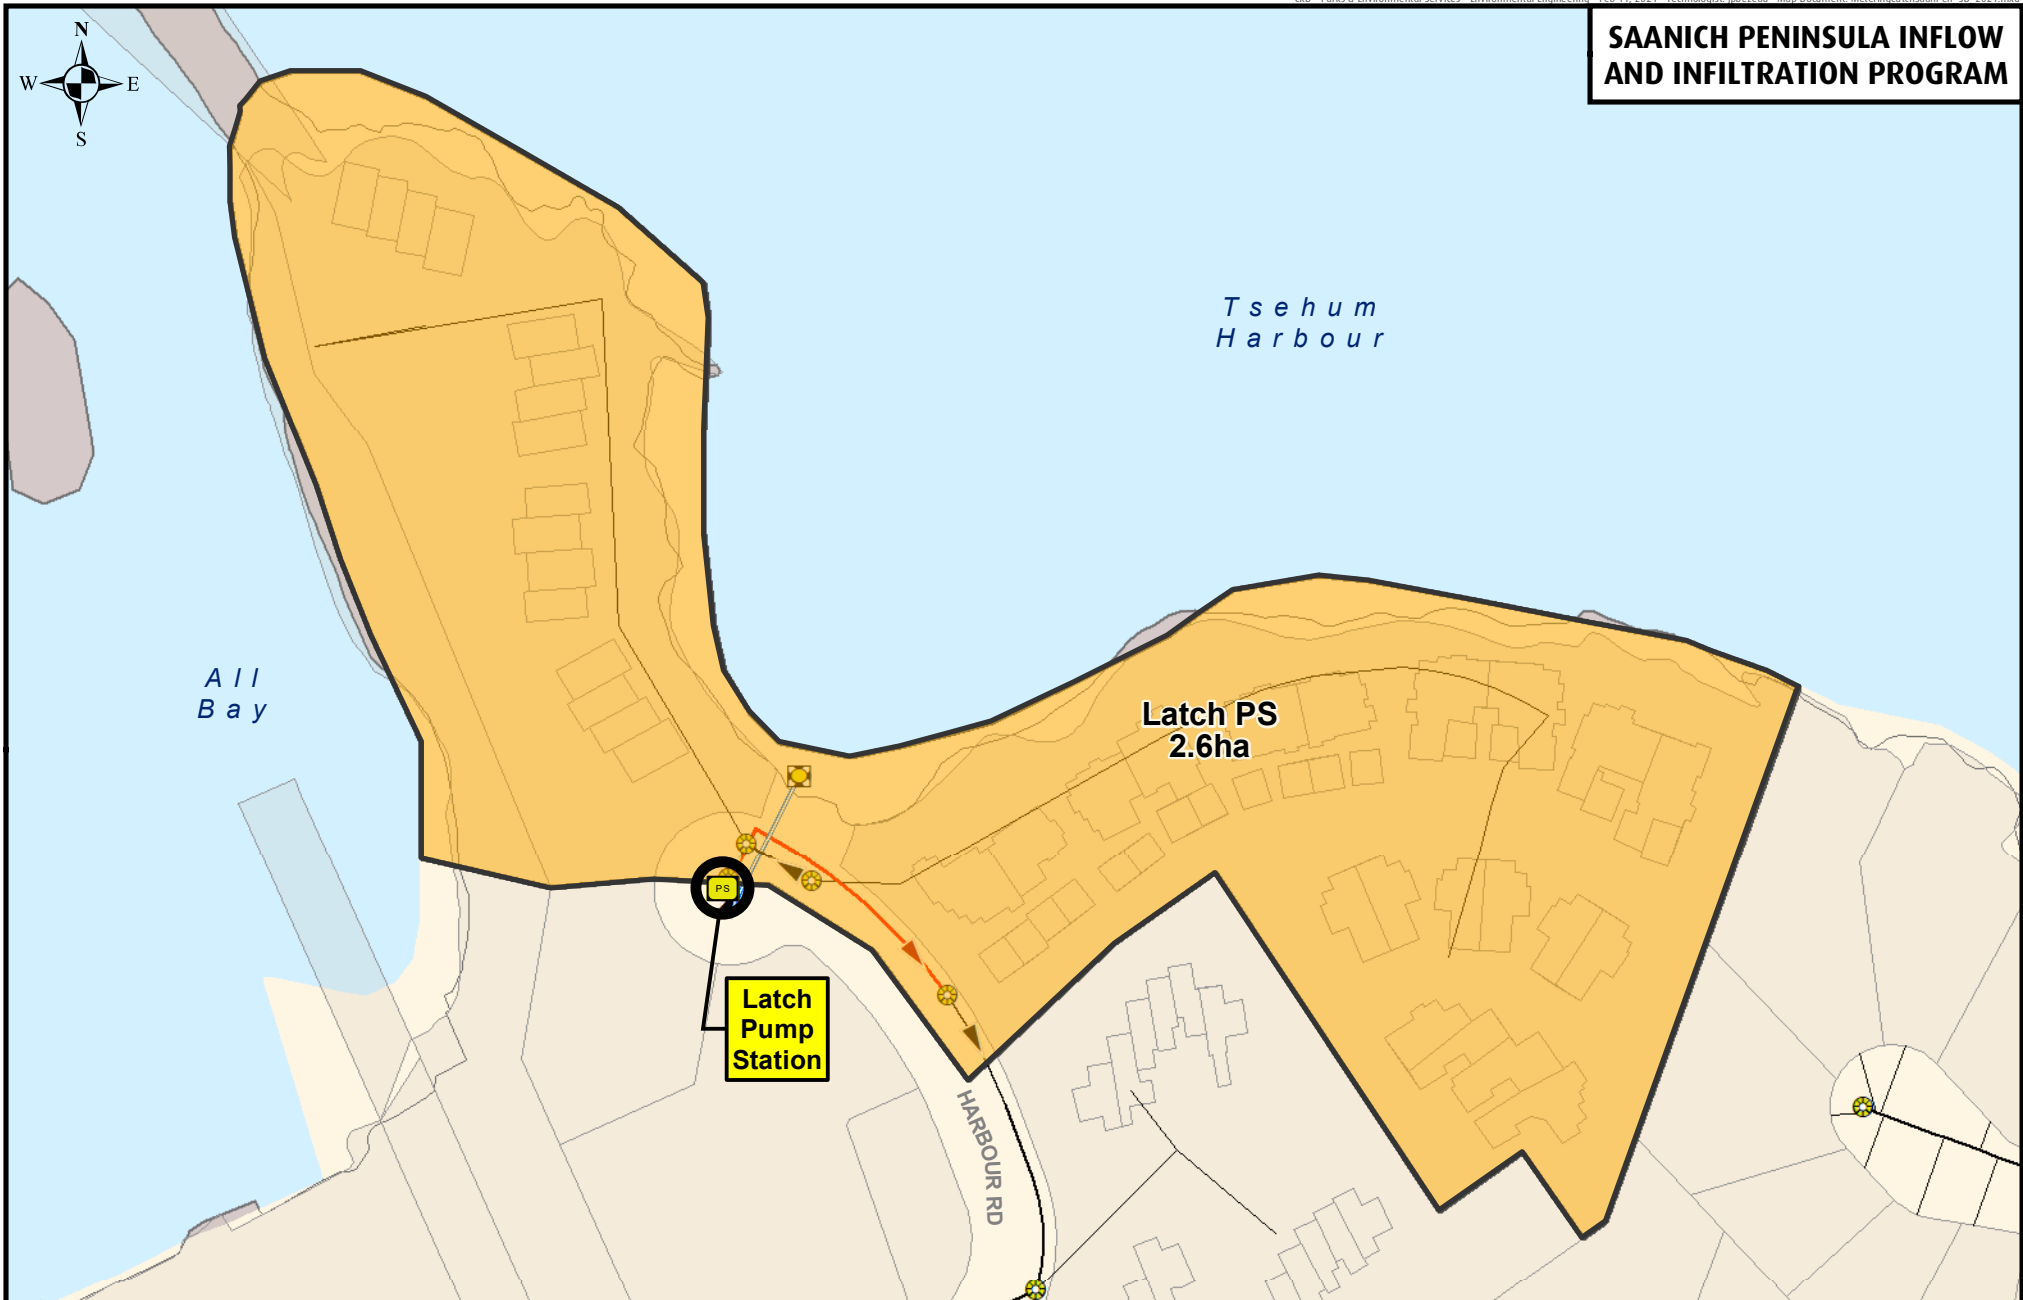 SAANICH PENINSULA INFLOW
AND INFILTRATION PROGRAM
N
W
E
S
Tsehum
Harbour
All
Bay
Latch PS
2.6ha
PS
Latch
Pump
Station
HARBOUR RD